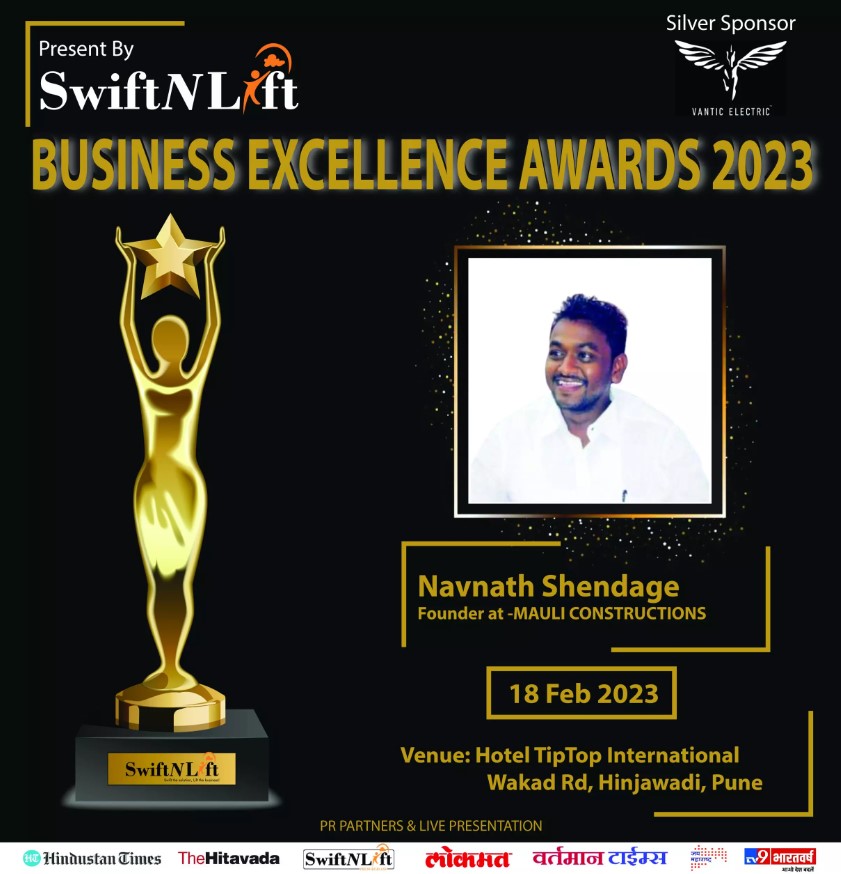 Present By
SwiftNLift
Silver Sponsor
VANTIC ELECTRIC
BUSINESS EXCELLENCE AWARDS 2023
Navnath Shendage
Founder at -MAULI CONSTRUCTIONS
18 Feb 2023
Venue: Hotel TipTop International
Wakad Rd, Hinjawadi, Pune
SwiftNLift
PR PARTNERS & LIVE PRESENTATION
HT Hindustan Times
TheHitavada
SwiftNLift
लोकमत
वर्तमान टाईम्स
जय महाराष्ट्र
tv9 भारतवर्ष